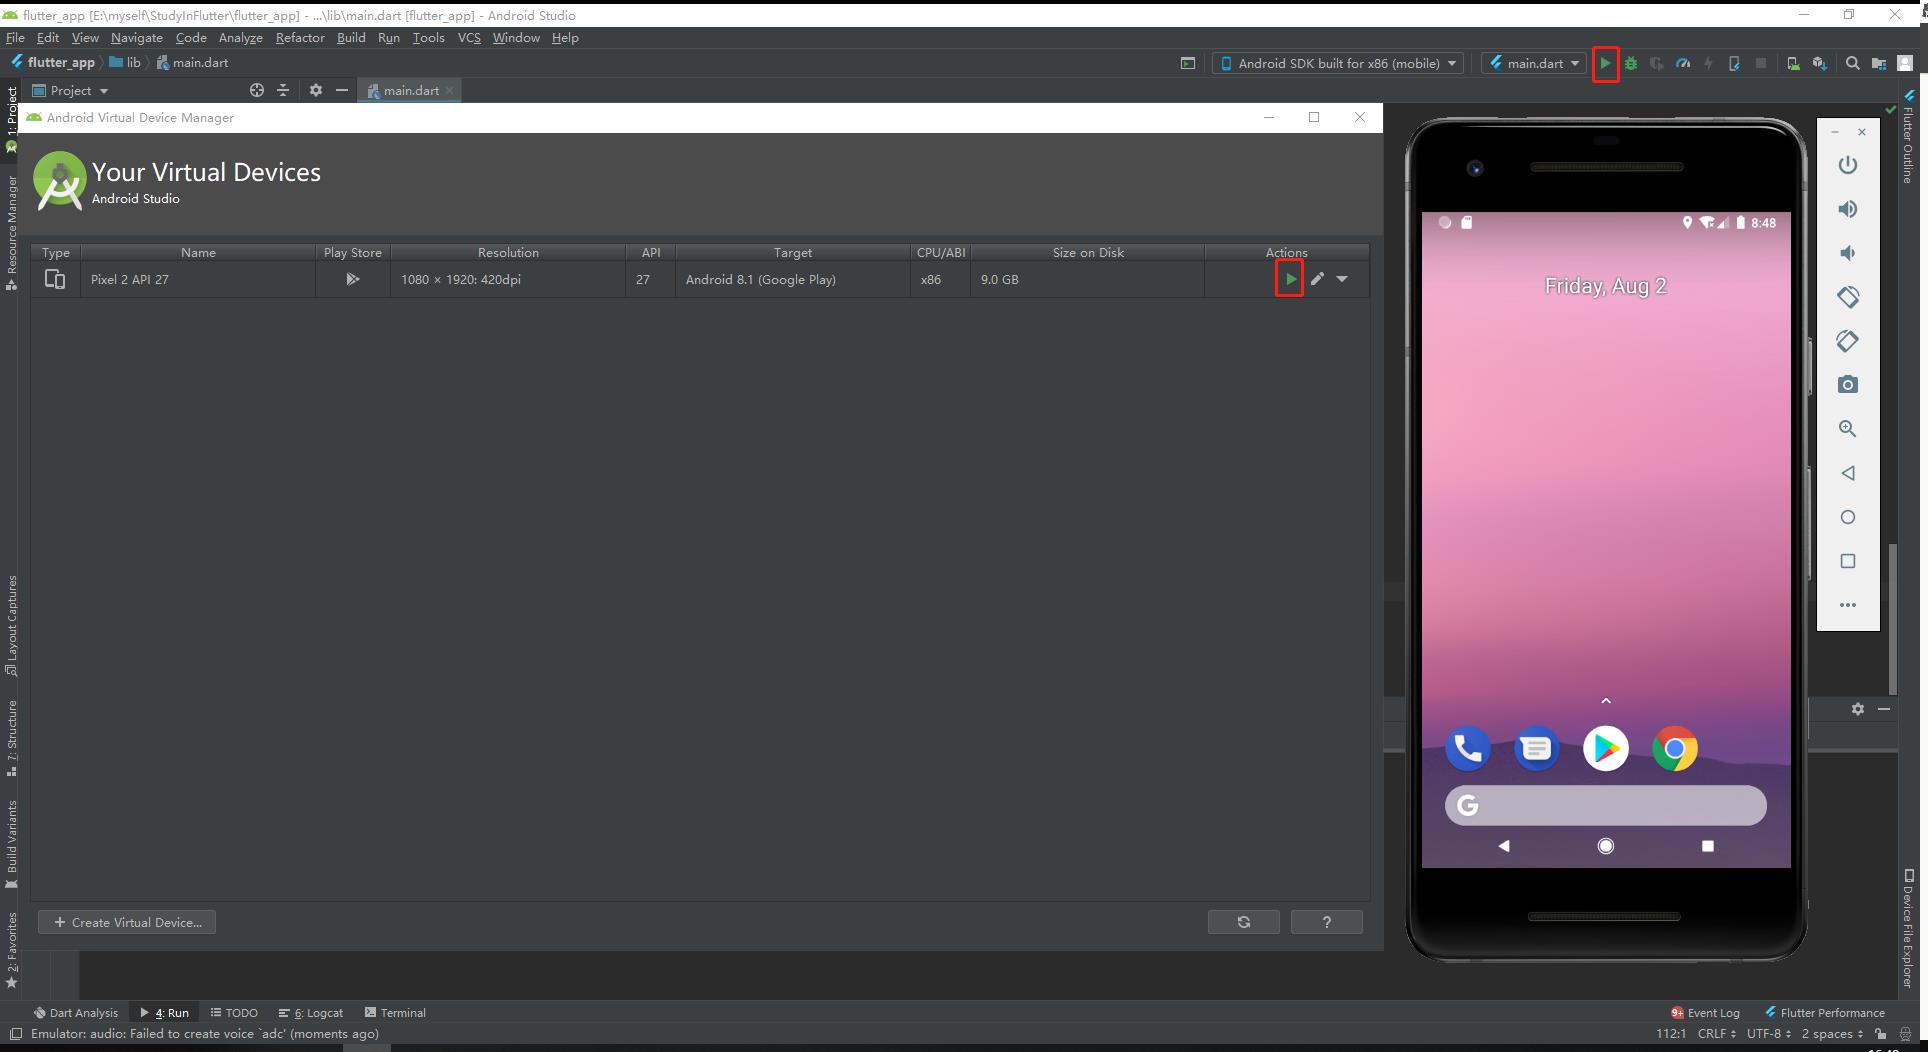 flutter_app [E:\myself\StudyInFlutter\flutter_app] - ...\lib\main.dart [flutter_app] - Android Studio
File Edit View Navigate Code Analyze Refactor Build Run Tools VCS Window Help
flutter_app lib main.dart
Android SDK built for x86 (mobile) main.dart
Project main.dart
1: Project
Resource Manager
Layout Captures
7: Structure
Build Variants
2: Favorites
Android Virtual Device Manager
Your Virtual Devices
Android Studio
Type Name Play Store Resolution API Target CPU/ABI Size on Disk Actions
Pixel 2 API 27 1080 × 1920: 420dpi 27 Android 8.1 (Google Play) x86 9.0 GB
+ Create Virtual Device...
?
8:48
Friday, Aug 2
G
Flutter Outline
Device File Explorer
Dart Analysis 4: Run TODO 6: Logcat Terminal
9+ Event Log Flutter Performance
Emulator: audio: Failed to create voice `adc' (moments ago)
112:1 CRLF UTF-8 2 spaces